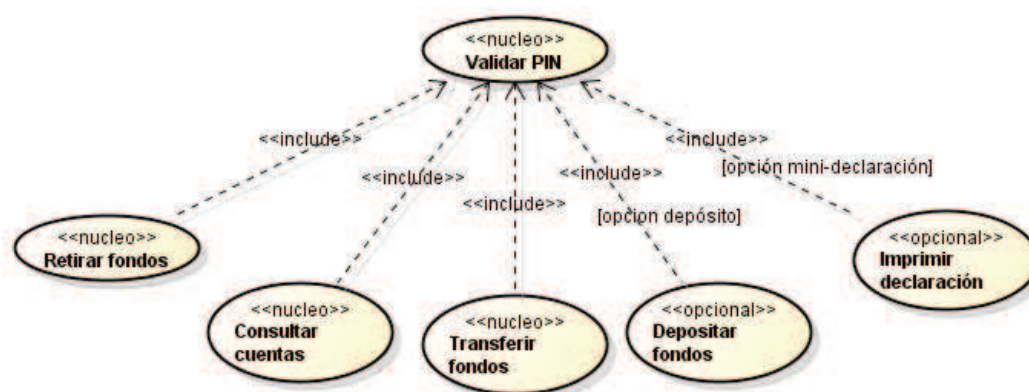 <<nucleo>>
Validar PIN
<<include>>
<<include>>
<<include>>
<<include>>
<<include>>
[opción mini-declaración]
[opcion depósito]
<<nucleo>>
Retirar fondos
<<nucleo>>
Consultar
cuentas
<<nucleo>>
Transferir
fondos
<<opcional>>
Depositar
fondos
<<opcional>>
Imprimir
declaración